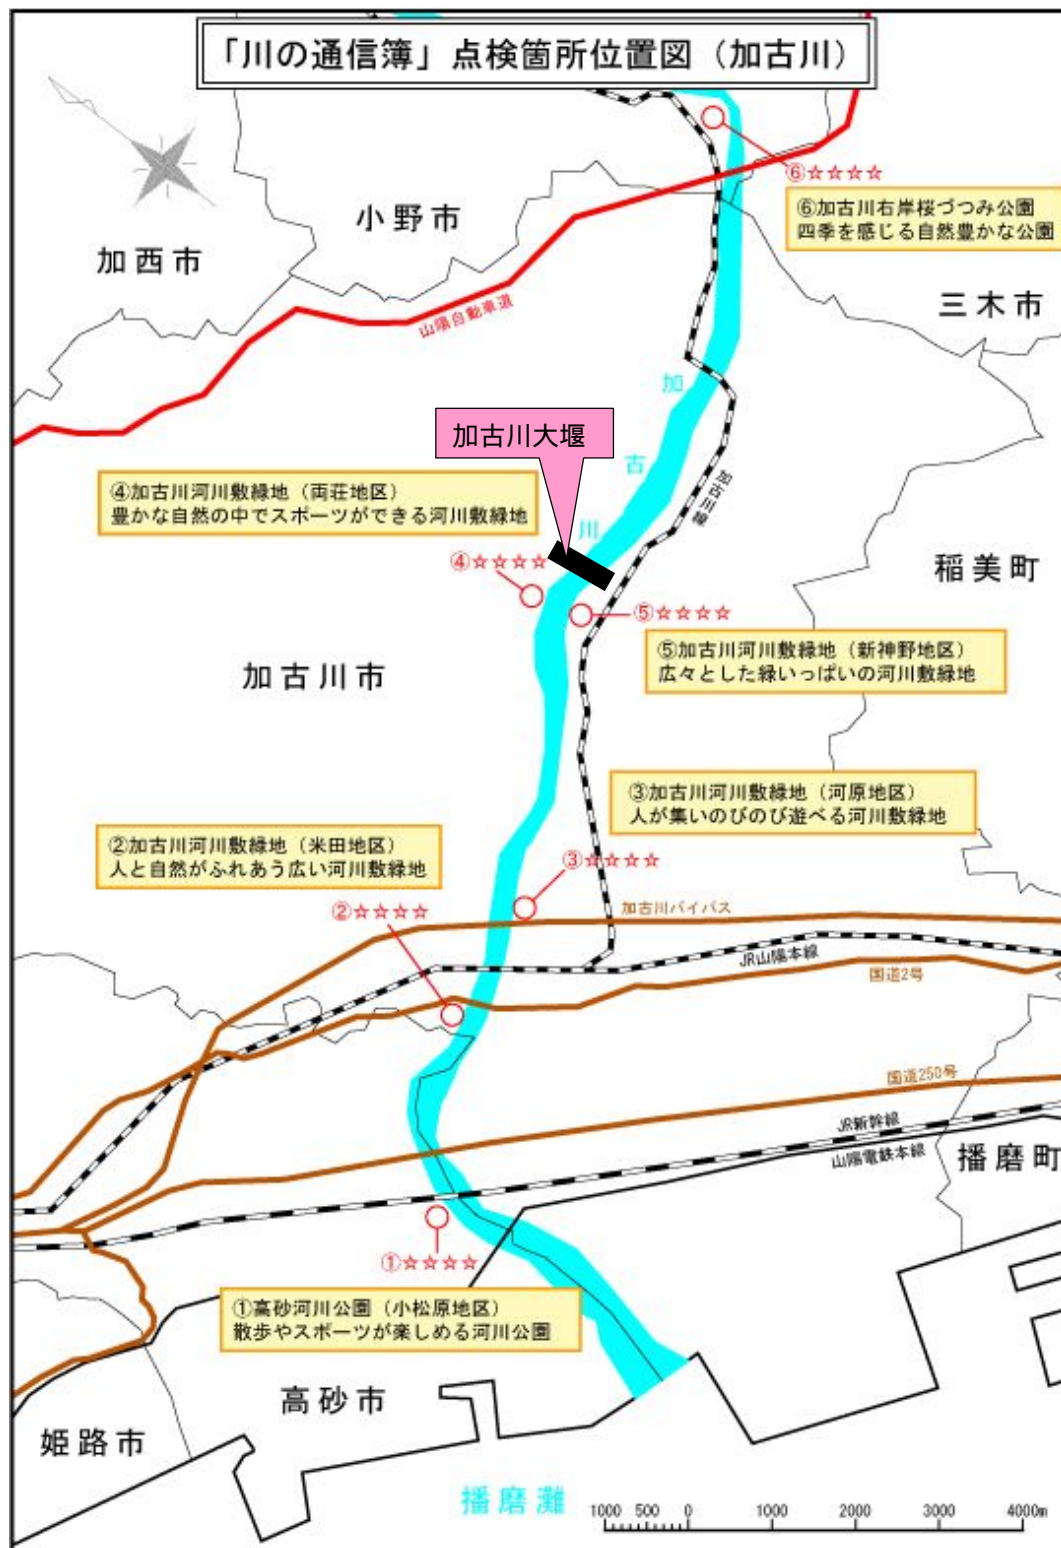 「川の通信簿」点検箇所位置図（加古川）
⑥☆☆☆☆
⑥加古川右岸桜づつみ公園
四季を感じる自然豊かな公園
小野市
加西市
三木市
山陽自動車道
加古川
加古川大堰
加古川線
④加古川河川敷緑地（両荘地区）
豊かな自然の中でスポーツができる河川敷緑地
④☆☆☆☆
稲美町
⑤☆☆☆☆
⑤加古川河川敷緑地（新神野地区）
広々とした緑いっぱいの河川敷緑地
加古川市
③加古川河川敷緑地（河原地区）
人が集いのびのび遊べる河川敷緑地
②加古川河川敷緑地（米田地区）
人と自然がふれあう広い河川敷緑地
③☆☆☆☆
②☆☆☆☆
加古川バイパス
JR山陽本線
国道2号
国道250号
JR新幹線
山陽電鉄本線
播磨町
①☆☆☆☆
①高砂河川公園（小松原地区）
散歩やスポーツが楽しめる河川公園
高砂市
姫路市
播磨灘
1000 500 0 1000 2000 3000 4000m